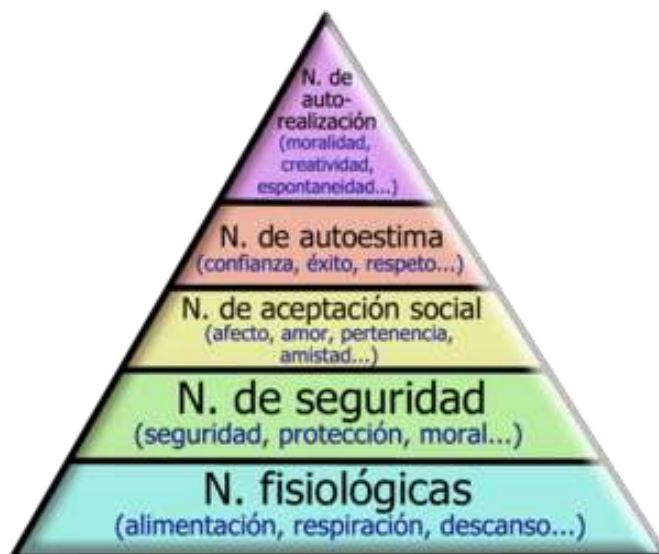 N. de
auto-
realización
(moralidad,
creatividad,
espontaneidad...)
N. de autoestima
(confianza, éxito, respeto...)
N. de aceptación social
(afecto, amor, pertenencia,
amistad...)
N. de seguridad
(seguridad, protección, moral...)
N. fisiológicas
(alimentación, respiración, descanso...)